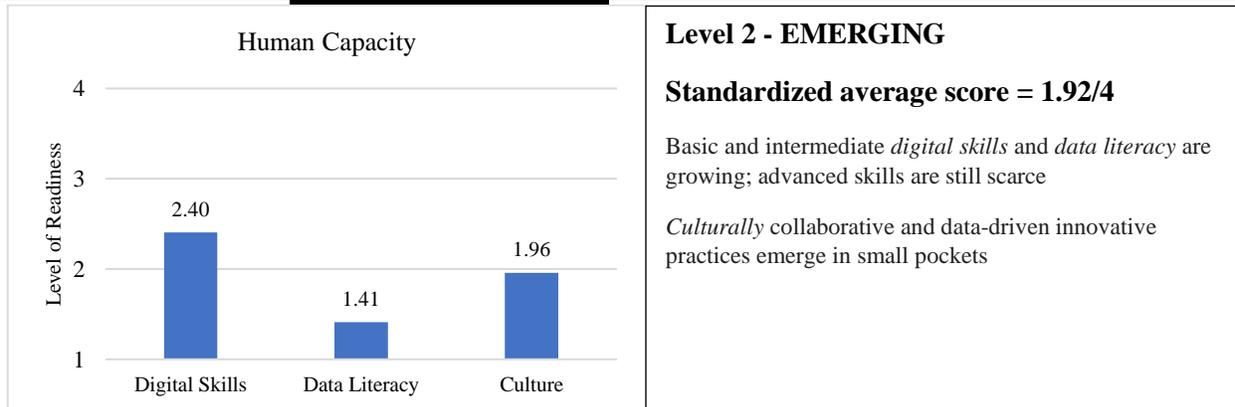 Human Capacity
4
3
2
1
Level of Readiness
2.40
1.41
1.96
Digital Skills
Data Literacy
Culture
Level 2 - EMERGING
Standardized average score = 1.92/4
Basic and intermediate digital skills and data literacy are
growing; advanced skills are still scarce
Culturally collaborative and data-driven innovative
practices emerge in small pockets